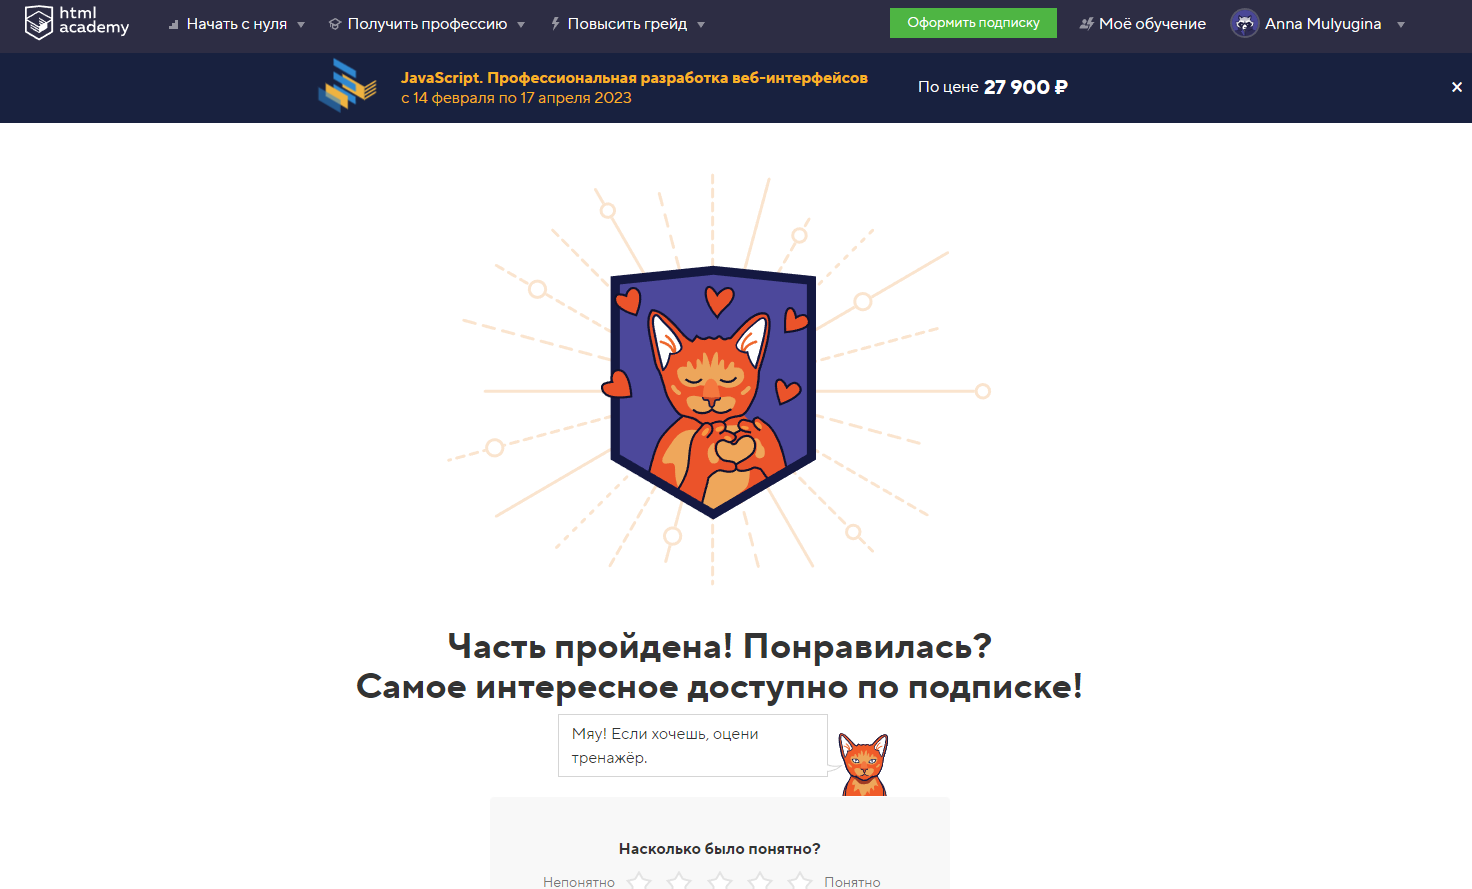 html academy
Начать с нуля
Получить профессию
Повысить грейд
Оформить подписку
Моё обучение
Anna Mulyugina
JavaScript. Профессиональная разработка веб-интерфейсов
с 14 февраля по 17 апреля 2023
По цене 27 900 ₽
Часть пройдена! Понравилась?
Самое интересное доступно по подписке!
Мяу! Если хочешь, оцени
тренажёр.
Насколько было понятно?
Непонятно
Понятно